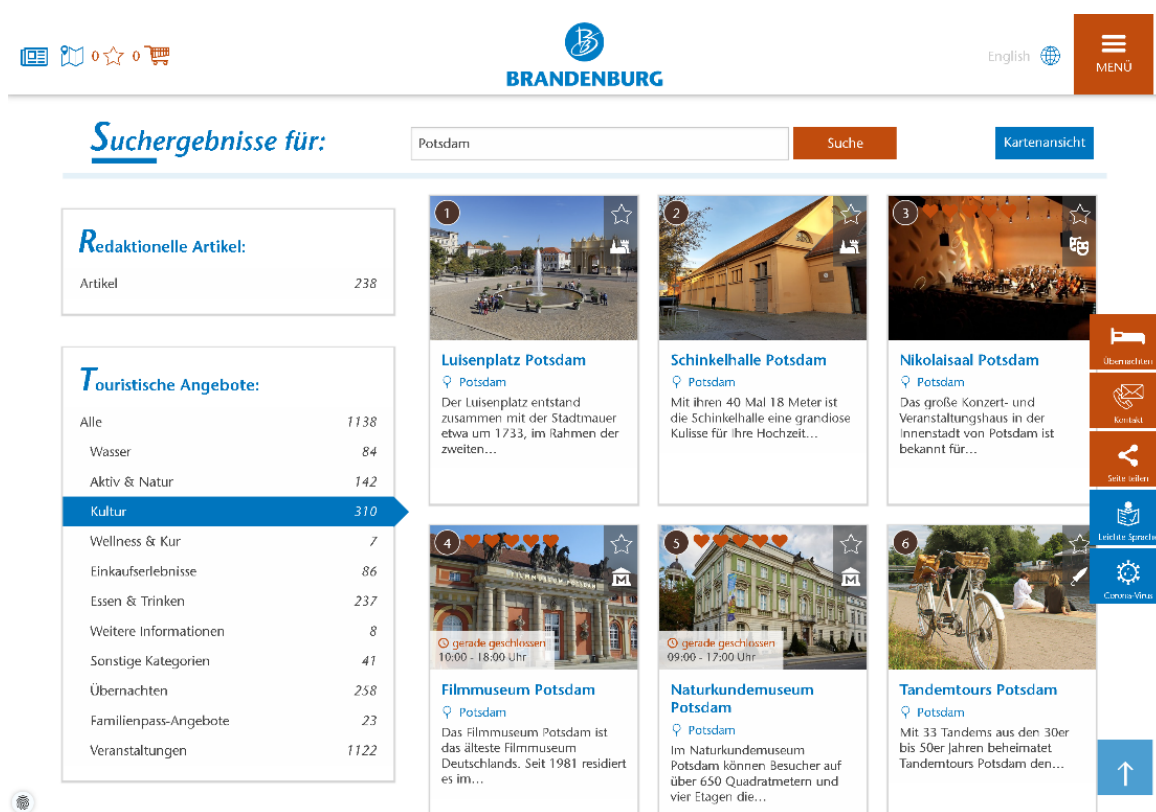 0 0
BRANDENBURG
English
MENÜ
Suchergebnisse für:
Potsdam
Suche
Kartenansicht
Redaktionelle Artikel:
Artikel 238
Touristische Angebote:
Alle 1138
Wasser 84
Aktiv & Natur 142
Kultur 310
Wellness & Kur 7
Einkaufserlebnisse 86
Essen & Trinken 237
Weitere Informationen 8
Sonstige Kategorien 41
Übernachten 258
Familienpass-Angebote 23
Veranstaltungen 1122
1
Luisenplatz Potsdam
Potsdam
Der Luisenplatz entstand
zusammen mit der Stadtmauer
etwa um 1733, im Rahmen der
zweiten...
2
Schinkelhalle Potsdam
Potsdam
Mit ihren 40 Mal 18 Meter ist
die Schinkelhalle eine grandiose
Kulisse für Ihre Hochzeit...
3
Nikolaisaal Potsdam
Potsdam
Das große Konzert- und
Veranstaltungshaus in der
Innenstadt von Potsdam ist
bekannt für...
4
M
gerade geschlossen
10:00 - 18:00 Uhr
Filmmuseum Potsdam
Potsdam
Das Filmmuseum Potsdam ist
das älteste Filmmuseum
Deutschlands. Seit 1981 residiert
es im...
5
M
gerade geschlossen
09:00 - 17:00 Uhr
Naturkundemuseum
Potsdam
Potsdam
Im Naturkundemuseum
Potsdam können Besucher auf
über 650 Quadratmetern und
vier Etagen die...
6
Tandemtours Potsdam
Potsdam
Mit 33 Tandems aus den 30er
bis 50er Jahren beheimatet
Tandemtours Potsdam den...
Übernachten
Kontakt
Seite teilen
Leichte Sprache
Corona-Virus